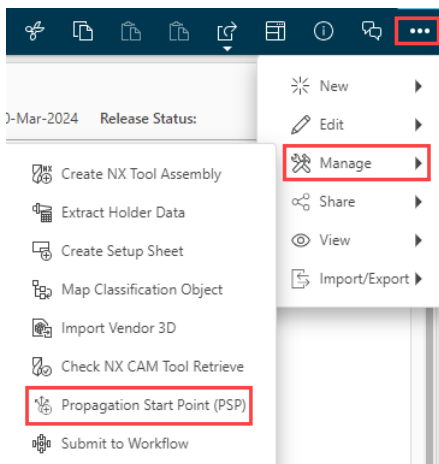 0-Mar-2024 Release Status:
New
Edit
Manage
Share
View
Import/Export
NX
Create NX Tool Assembly
Extract Holder Data
Create Setup Sheet
Map Classification Object
Import Vendor 3D
Check NX CAM Tool Retrieve
Propagation Start Point (PSP)
Submit to Workflow